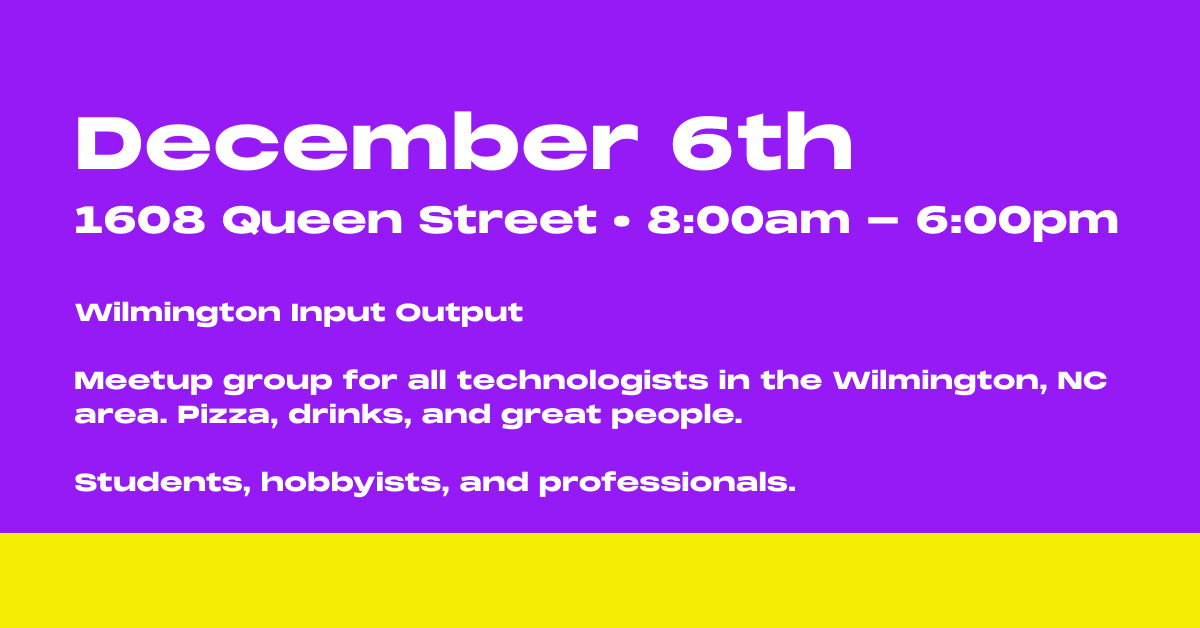 December 6th
1608 Queen Street • 8:00am – 6:00pm
Wilmington Input Output
Meetup group for all technologists in the Wilmington, NC
area. Pizza, drinks, and great people.
Students, hobbyists, and professionals.